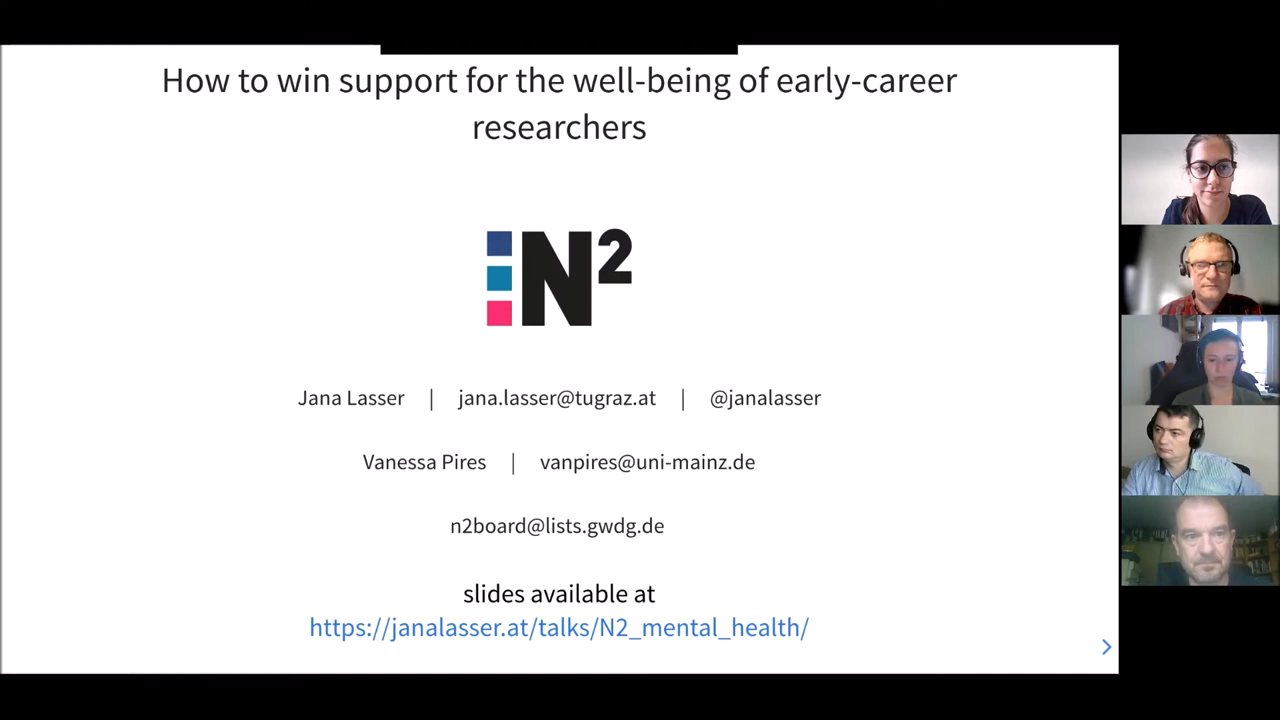 How to win support for the well-being of early-career
researchers
N²
Jana Lasser | jana.lasser@tugraz.at | @janalasser
Vanessa Pires | vanpires@uni-mainz.de
n2board@lists.gwdg.de
slides available at
https://janalasser.at/talks/N2_mental_health/